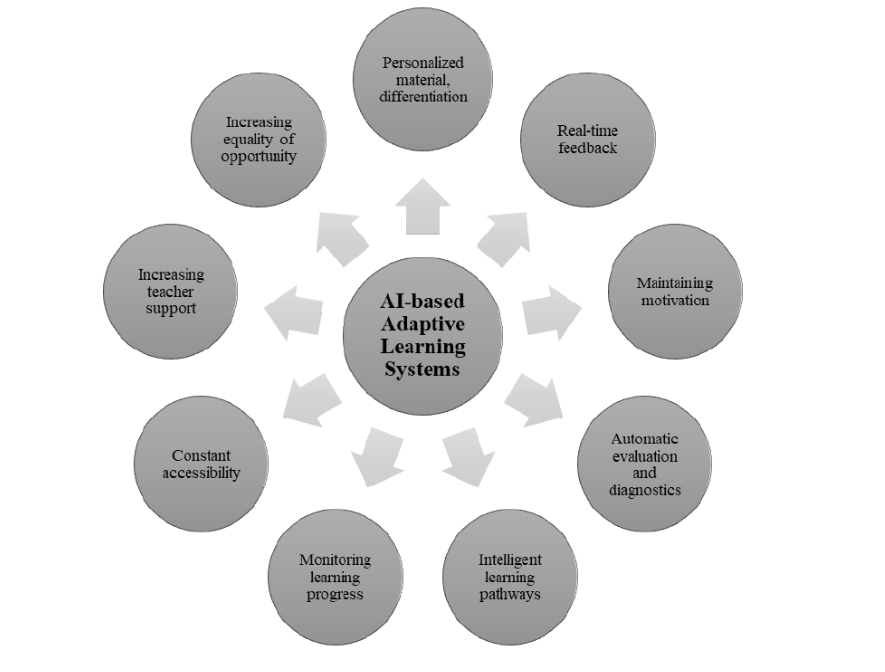 Personalized
material,
differentiation
Real-time
feedback
Maintaining
motivation
Automatic
evaluation
and
diagnostics
Intelligent
learning
pathways
Monitoring
learning
progress
Constant
accessibility
Increasing
teacher
support
Increasing
equality of
opportunity
AI-based
Adaptive
Learning
Systems